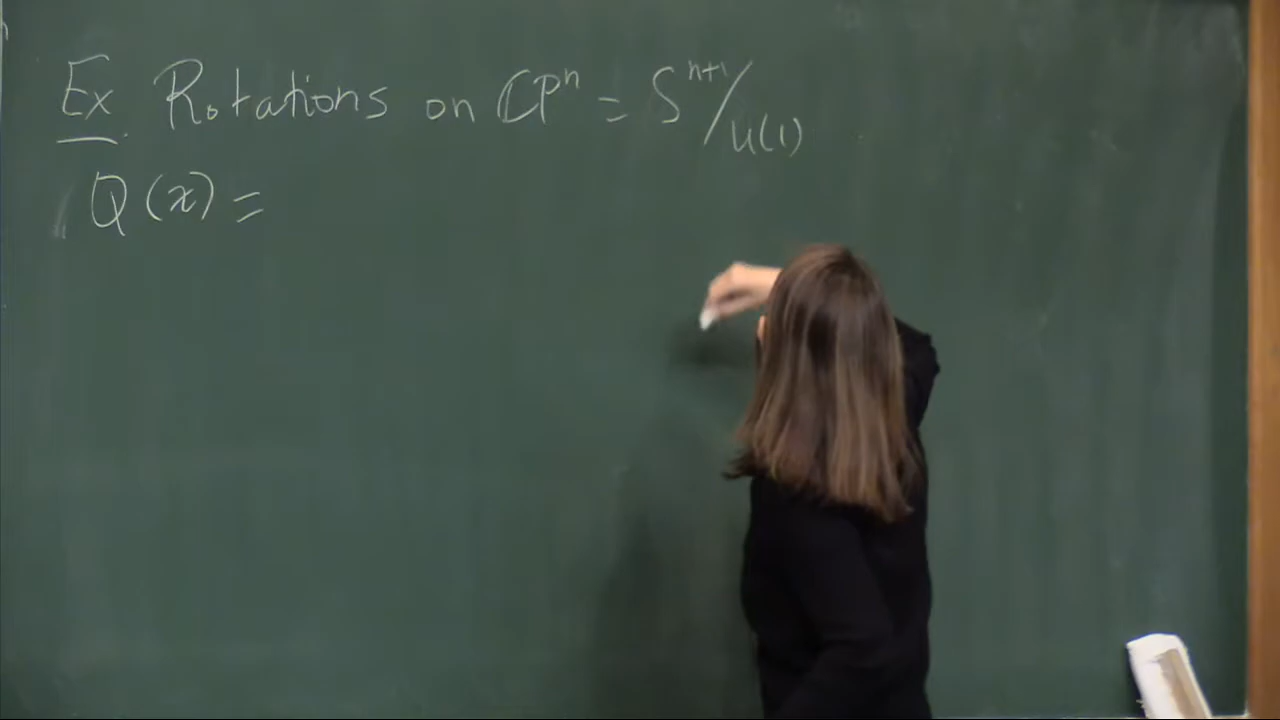 Ex Rotations on ℂPⁿ = Sⁿ⁺¹/U(1)
Q(x) =